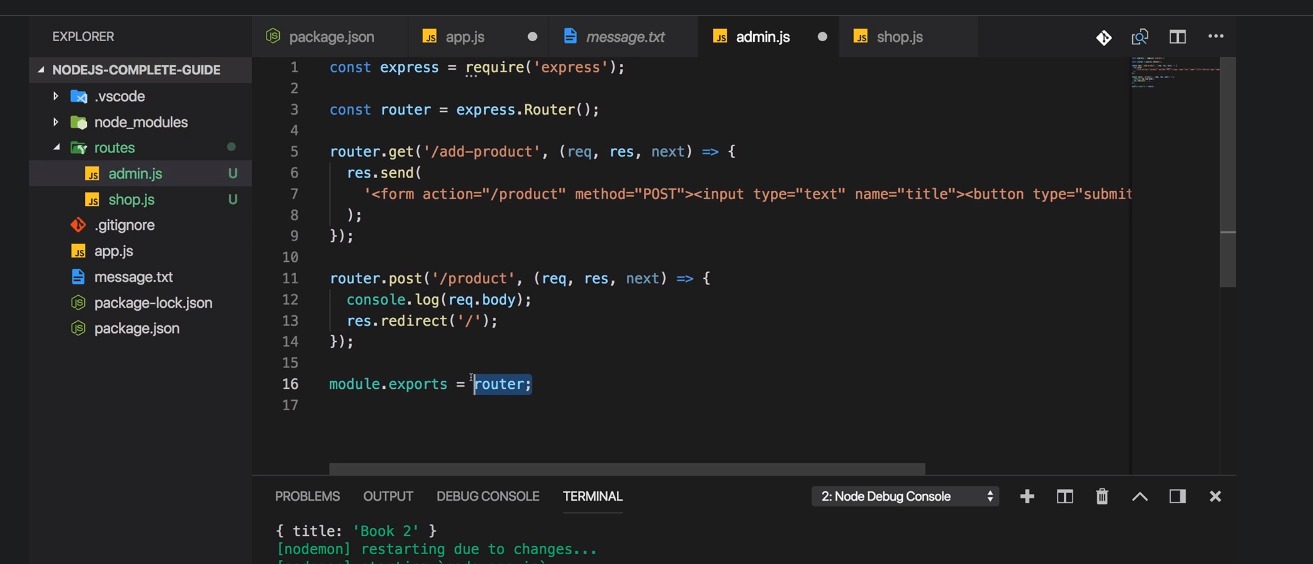 EXPLORER
NODEJS-COMPLETE-GUIDE
.vscode
node_modules
routes
admin.js U
shop.js U
.gitignore
app.js
message.txt
package-lock.json
package.json
package.json app.js message.txt admin.js shop.js
1 const express = require('express');
2
3 const router = express.Router();
4
5 router.get('/add-product', (req, res, next) => {
6 res.send(
7 '<form action="/product" method="POST"><input type="text" name="title"><button type="submit
8 );
9 });
10
11 router.post('/product', (req, res, next) => {
12 console.log(req.body);
13 res.redirect('/');
14 });
15
16 module.exports = router;
17
PROBLEMS OUTPUT DEBUG CONSOLE TERMINAL 2: Node Debug Console
{ title: 'Book 2' }
[nodemon] restarting due to changes...